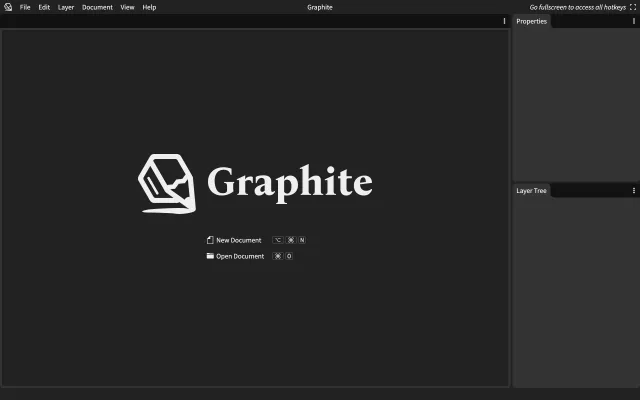 File Edit Layer Document View Help
Graphite
Go fullscreen to access all hotkeys
Properties
Graphite
Layer Tree
New Document ⌥ ⌘ N
Open Document ⌘ O